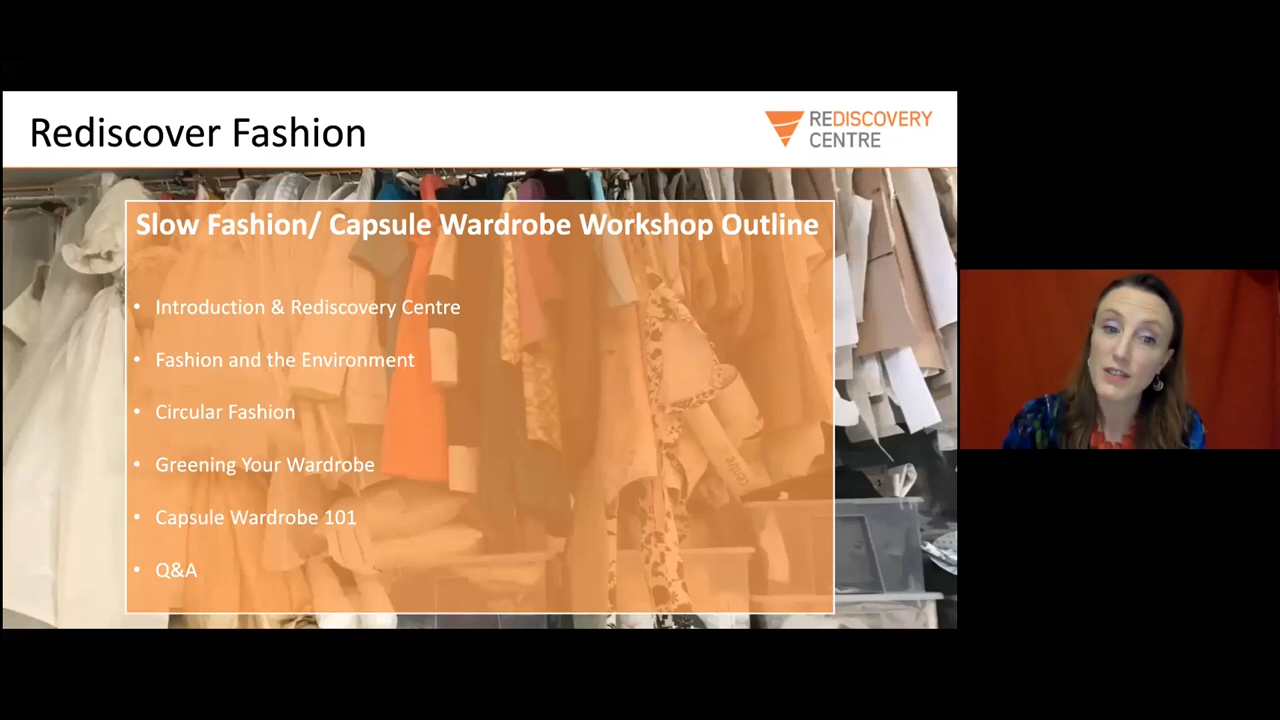 Rediscover Fashion
REDISCOVERY
CENTRE
Slow Fashion/ Capsule Wardrobe Workshop Outline
• Introduction & Rediscovery Centre
• Fashion and the Environment
• Circular Fashion
• Greening Your Wardrobe
• Capsule Wardrobe 101
• Q&A